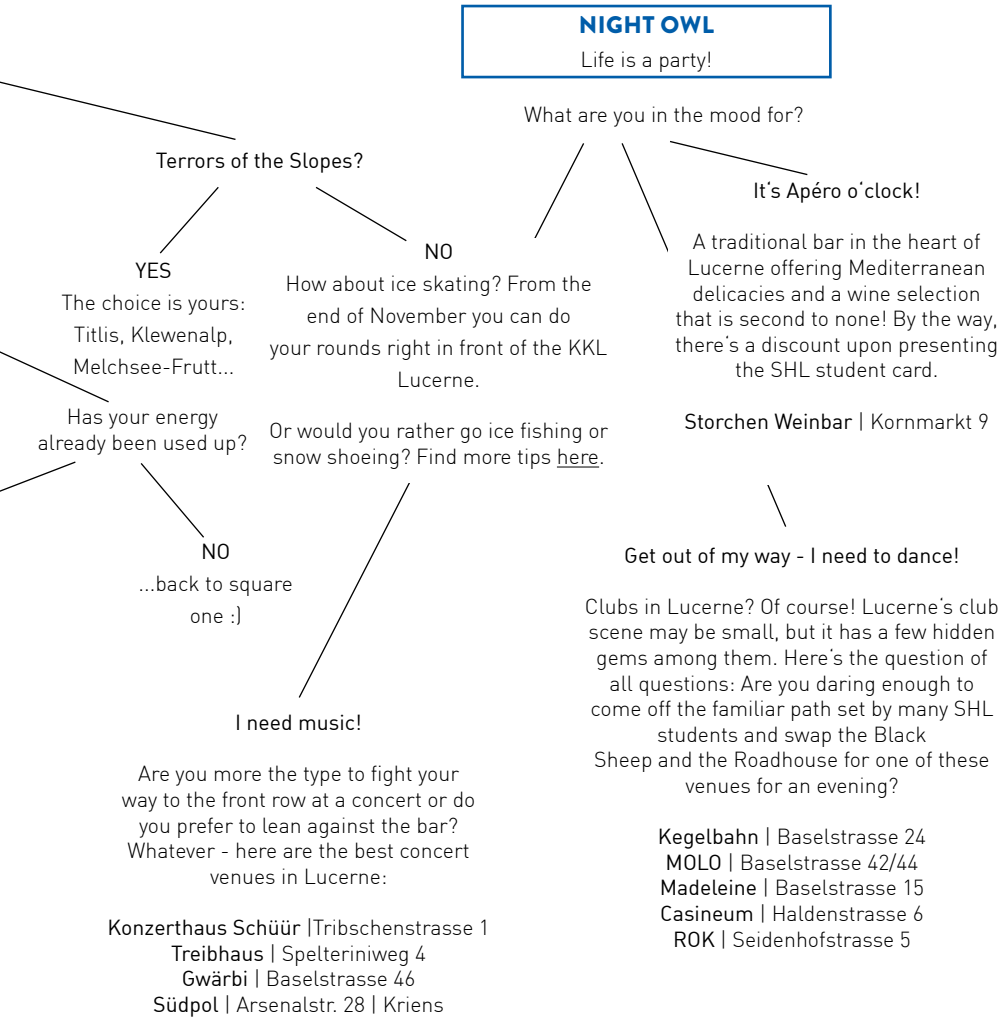 NIGHT OWL
Life is a party!
What are you in the mood for?
Terrors of the Slopes?
YES
The choice is yours:
Titlis, Klewenalp,
Melchsee-Frutt...
NO
How about ice skating? From the
end of November you can do
your rounds right in front of the KKL
Lucerne.
Or would you rather go ice fishing or
snow shoeing? Find more tips here.
Has your energy
already been used up?
NO
...back to square
one :)
It‘s Apéro o‘clock!
A traditional bar in the heart of
Lucerne offering Mediterranean
delicacies and a wine selection
that is second to none! By the way,
there‘s a discount upon presenting
the SHL student card.
Storchen Weinbar | Kornmarkt 9
Get out of my way - I need to dance!
Clubs in Lucerne? Of course! Lucerne‘s club
scene may be small, but it has a few hidden
gems among them. Here‘s the question of
all questions: Are you daring enough to
come off the familiar path set by many SHL
students and swap the Black
Sheep and the Roadhouse for one of these
venues for an evening?
Kegelbahn | Baselstrasse 24
MOLO | Baselstrasse 42/44
Madeleine | Baselstrasse 15
Casineum | Haldenstrasse 6
ROK | Seidenhofstrasse 5
I need music!
Are you more the type to fight your
way to the front row at a concert or do
you prefer to lean against the bar?
Whatever - here are the best concert
venues in Lucerne:
Konzerthaus Schüür |Tribschenstrasse 1
Treibhaus | Spelteriniweg 4
Gwärbi | Baselstrasse 46
Südpol | Arsenalstr. 28 | Kriens